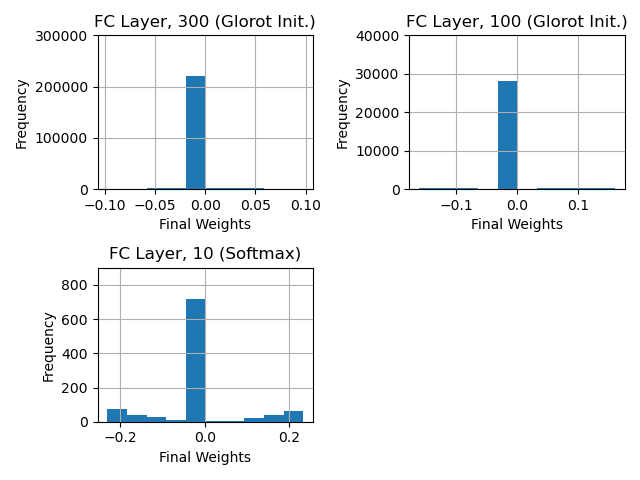 FC Layer, 300 (Glorot Init.)
300000
200000
100000
0
Frequency
−0.10 −0.05 0.00 0.05 0.10
Final Weights
FC Layer, 100 (Glorot Init.)
40000
30000
20000
10000
0
Frequency
−0.1 0.0 0.1
Final Weights
FC Layer, 10 (Softmax)
800
600
400
200
0
Frequency
−0.2 0.0 0.2
Final Weights